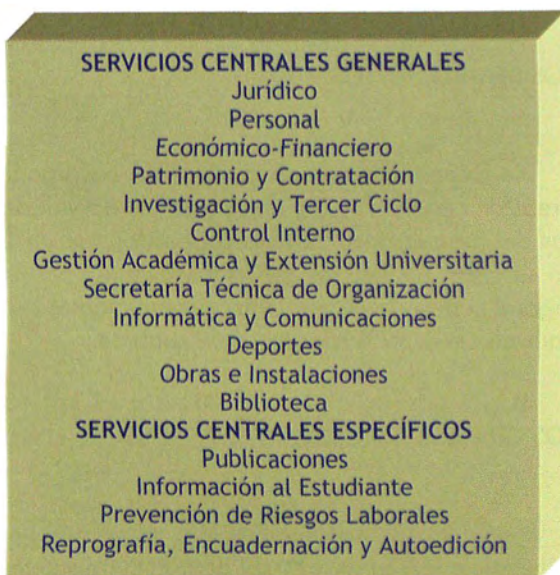 SERVICIOS CENTRALES GENERALES
Jurídico
Personal
Económico-Financiero
Patrimonio y Contratación
Investigación y Tercer Ciclo
Control Interno
Gestión Académica y Extensión Universitaria
Secretaría Técnica de Organización
Informática y Comunicaciones
Deportes
Obras e Instalaciones
Biblioteca
SERVICIOS CENTRALES ESPECÍFICOS
Publicaciones
Información al Estudiante
Prevención de Riesgos Laborales
Reprografía, Encuadernación y Autoedición